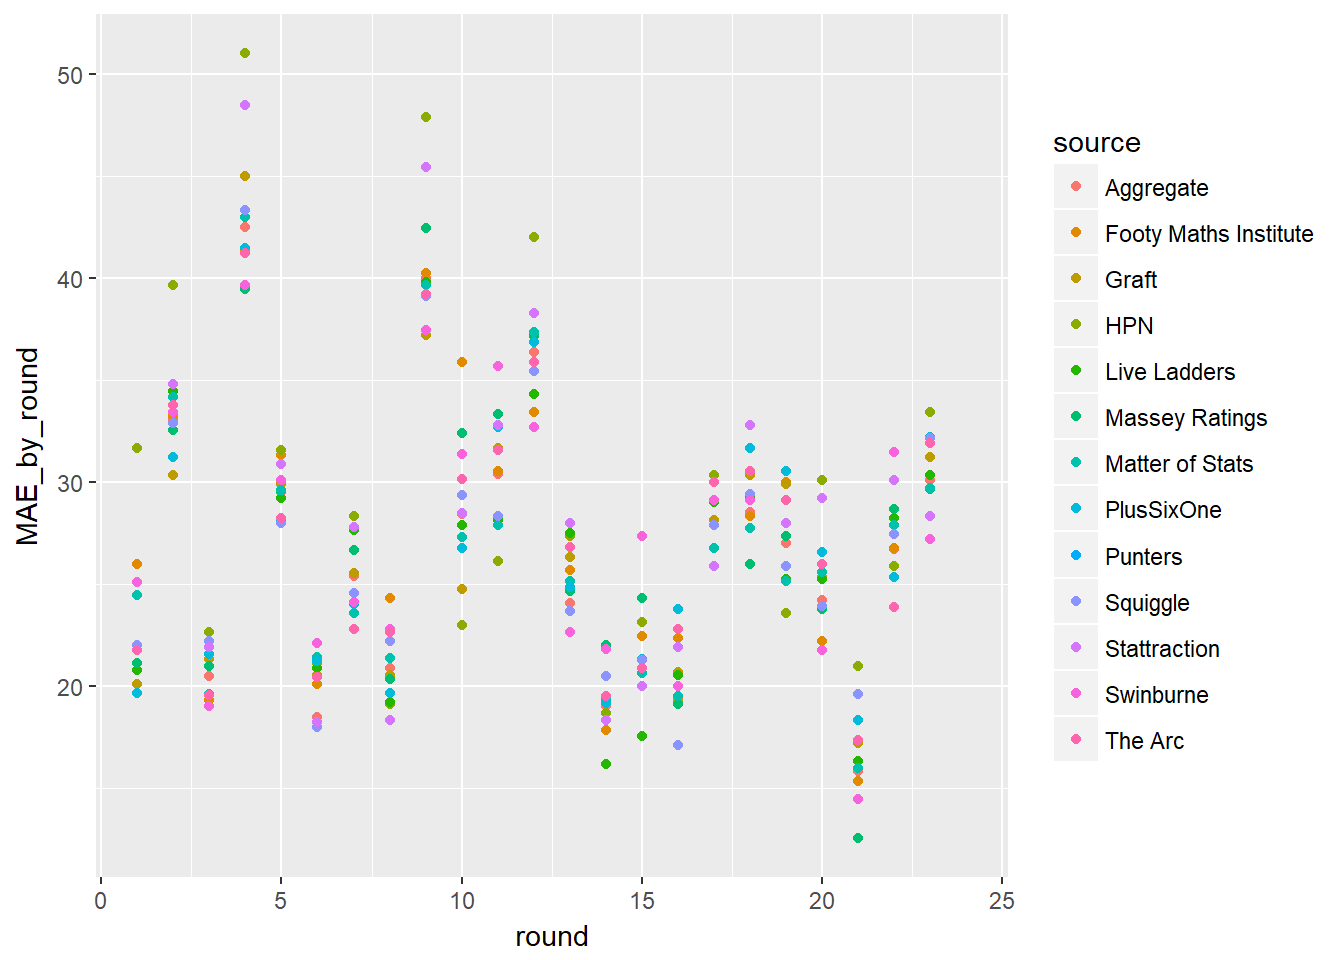 50
40
30
20
MAE_by_round
0
5
10
15
20
25
round
source
Aggregate
Footy Maths Institute
Graft
HPN
Live Ladders
Massey Ratings
Matter of Stats
PlusSixOne
Punters
Squiggle
Stattraction
Swinburne
The Arc